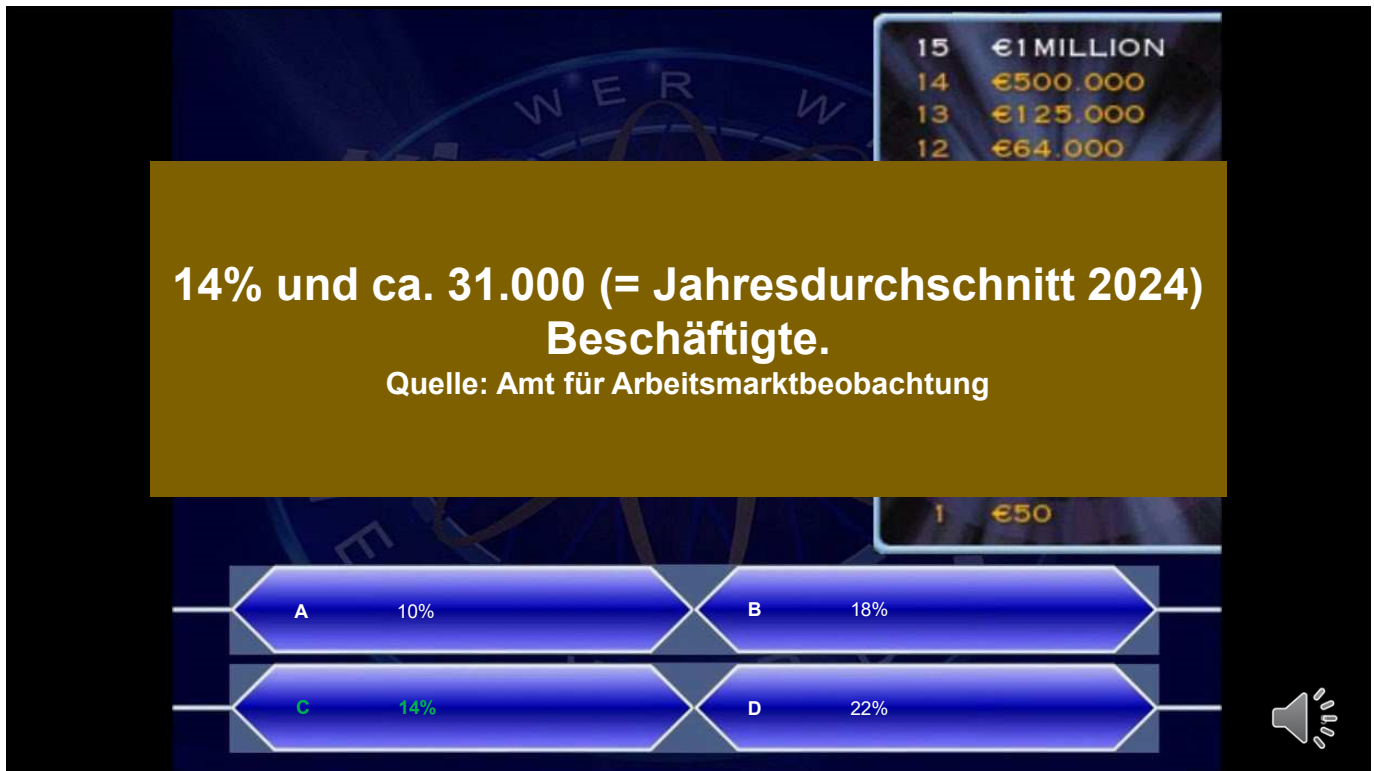 W E R W
15 €1 MILLION
14 €500.000
13 €125.000
12 €64.000
14% und ca. 31.000 (= Jahresdurchschnitt 2024)
Beschäftigte.
Quelle: Amt für Arbeitsmarktbeobachtung
1 €50
A 10%
B 18%
C 14%
D 22%